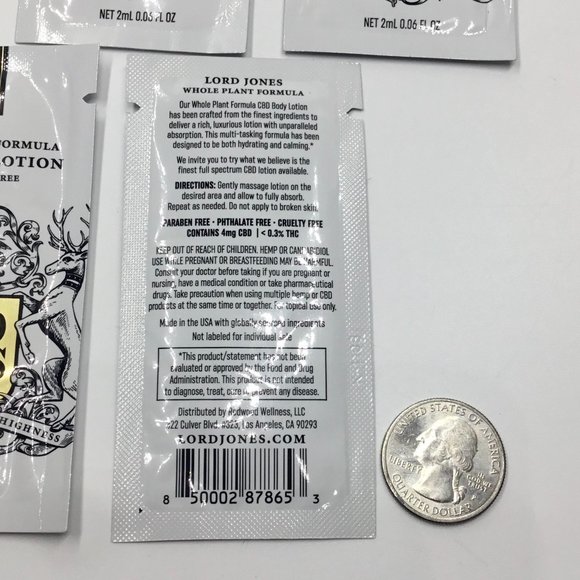 NET 2mL 0.06 FL OZ
NET 2mL 0.06 FL OZ
FORMULA
LOTION
REE
HIGHNESS
LORD JONES
WHOLE PLANT FORMULA
Our Whole Plant Formula CBD Body Lotion
has been crafted from the finest ingredients to
deliver a rich, luxurious lotion with unparalleled
absorption. This multi-tasking formula has been
designed to be both hydrating and calming.*
We invite you to try what we believe is the
finest full spectrum CBD lotion available.
DIRECTIONS: Gently massage lotion on the
desired area and allow to fully absorb.
Repeat as needed. Do not apply to broken skin.
PARABEN FREE • PHTHALATE FREE • CRUELTY FREE
CONTAINS 4mg CBD | < 0.3% THC
KEEP OUT OF REACH OF CHILDREN. HEMP OR CANNABIDIOL
USE WHILE PREGNANT OR BREASTFEEDING MAY BE HARMFUL.
Consult your doctor before taking if you are pregnant or
nursing, have a medical condition or take pharmaceutical
drugs. Take precaution when using multiple hemp or CBD
products at the same time or together. For topical use only.
Made in the USA with globally sourced ingredients
Not labeled for individual sale
*This product/statement has not been
evaluated or approved by the Food and Drug
Administration. This product is not intended
to diagnose, treat, cure or prevent any disease.
Distributed by Redwood Wellness, LLC
822 Culver Blvd. #325, Los Angeles, CA 90293
LORDJONES.COM
8 50002 87865 3
UNITED STATES OF AMERICA
LIBERTY
IN
GOD WE
TRUST
QUARTER DOLLAR